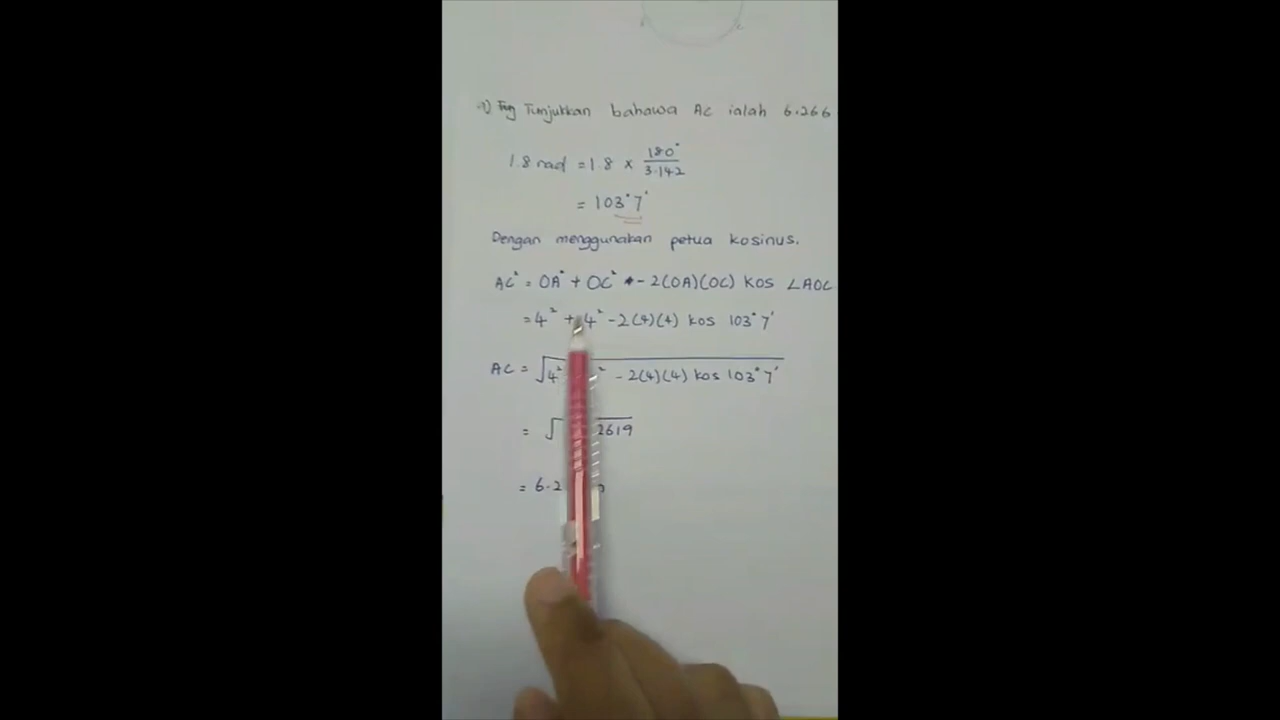 Tunjukkan bahawa AC ialah 6.266
1.8 rad = 1.8 × 180°/3.142
= 103°7'
Dengan menggunakan petua kosinus.
AC² = OA² + OC² - 2(OA)(OC) kos ∠AOC
= 4² + 4² - 2(4)(4) kos 103°7'
AC = √4² ² - 2(4)(4) kos 103°7'
= √ 2619
= 6.2